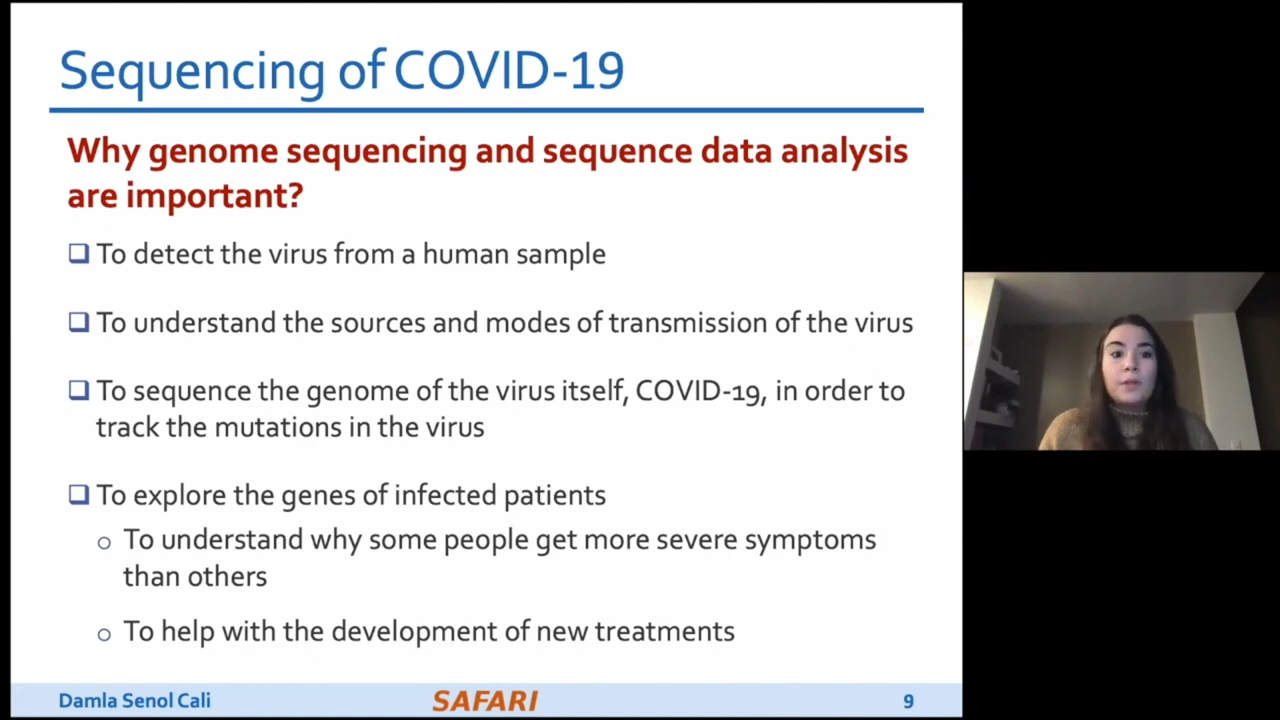 Sequencing of COVID-19
Why genome sequencing and sequence data analysis
are important?
❑ To detect the virus from a human sample
❑ To understand the sources and modes of transmission of the virus
❑ To sequence the genome of the virus itself, COVID-19, in order to
track the mutations in the virus
❑ To explore the genes of infected patients
○ To understand why some people get more severe symptoms
than others
○ To help with the development of new treatments
Damla Senol Cali SAFARI 9